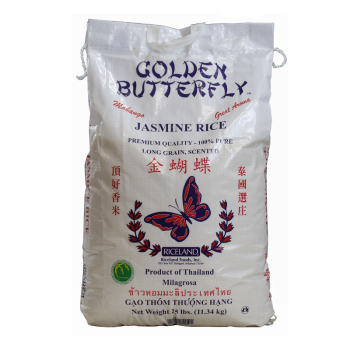 GOLDEN
BUTTERFLY
Mabango Great Aroma
JASMINE RICE
PREMIUM QUALITY - 100% PURE
LONG GRAIN, SCENTED
金蝴蝶
頂好香米
泰國選庄
RICELAND
Riceland Foods, Inc.
Product of Thailand
Milagrosa
ข้าวหอมมะลิประเทศไทย
GẠO THƠM THƯỢNG HẠNG
Net Weight 25 lbs. (11.34 kg)